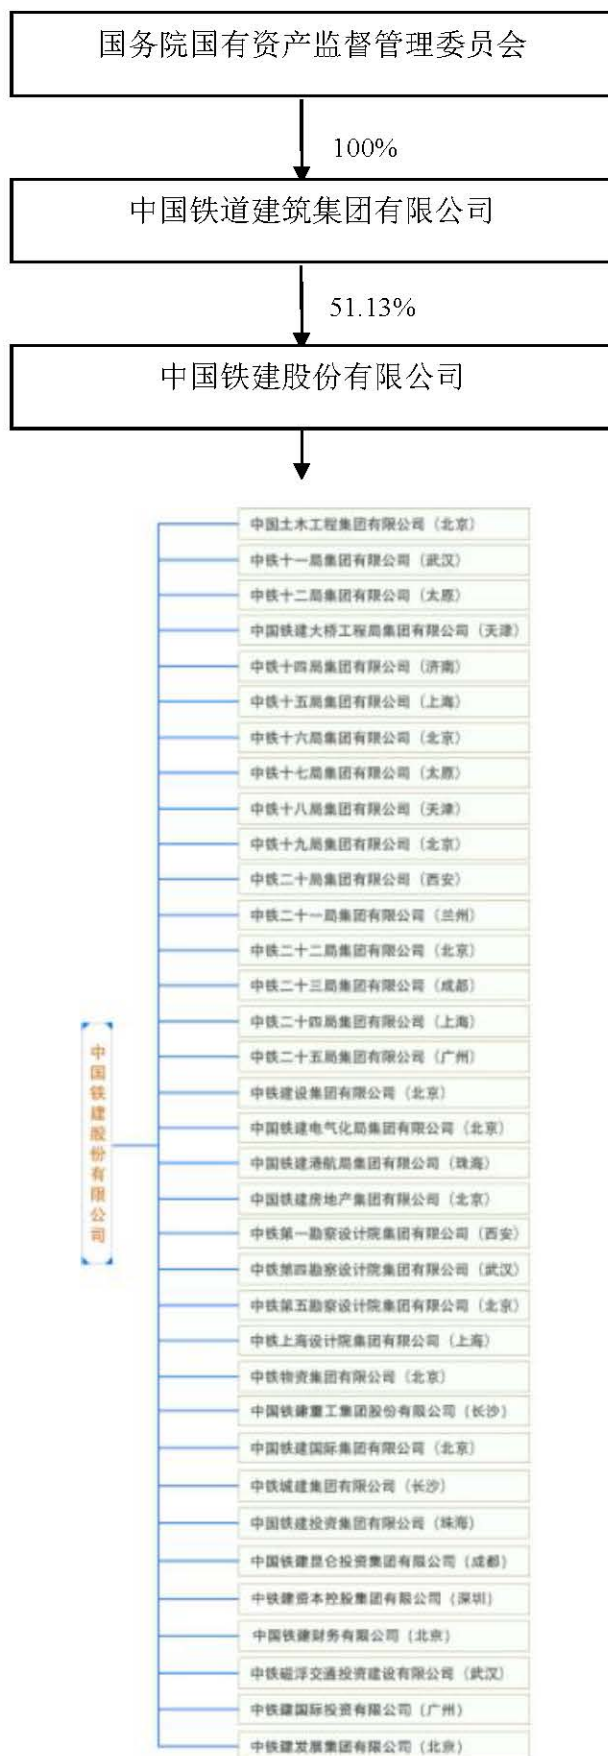 国务院国有资产监督管理委员会
100%
中国铁道建筑集团有限公司
51.13%
中国铁建股份有限公司
中国铁建股份有限公司
中国土木工程集团有限公司（北京）
中铁十一局集团有限公司（武汉）
中铁十二局集团有限公司（太原）
中国铁建大桥工程局集团有限公司（天津）
中铁十四局集团有限公司（济南）
中铁十五局集团有限公司（上海）
中铁十六局集团有限公司（北京）
中铁十七局集团有限公司（太原）
中铁十八局集团有限公司（天津）
中铁十九局集团有限公司（北京）
中铁二十局集团有限公司（西安）
中铁二十一局集团有限公司（兰州）
中铁二十二局集团有限公司（北京）
中铁二十三局集团有限公司（成都）
中铁二十四局集团有限公司（上海）
中铁二十五局集团有限公司（广州）
中铁建设集团有限公司（北京）
中国铁建电气化局集团有限公司（北京）
中国铁建港航局集团有限公司（珠海）
中国铁建房地产集团有限公司（北京）
中铁第一勘察设计院集团有限公司（西安）
中铁第四勘察设计院集团有限公司（武汉）
中铁第五勘察设计院集团有限公司（北京）
中铁上海设计院集团有限公司（上海）
中铁物资集团有限公司（北京）
中国铁建重工集团股份有限公司（长沙）
中国铁建国际集团有限公司（北京）
中铁城建集团有限公司（长沙）
中国铁建投资集团有限公司（珠海）
中国铁建昆仑投资集团有限公司（成都）
中铁建资本控股集团有限公司（深圳）
中国铁建财务有限公司（北京）
中铁磁浮交通投资建设有限公司（武汉）
中铁建国际投资有限公司（广州）
中铁建发展集团有限公司（北京）